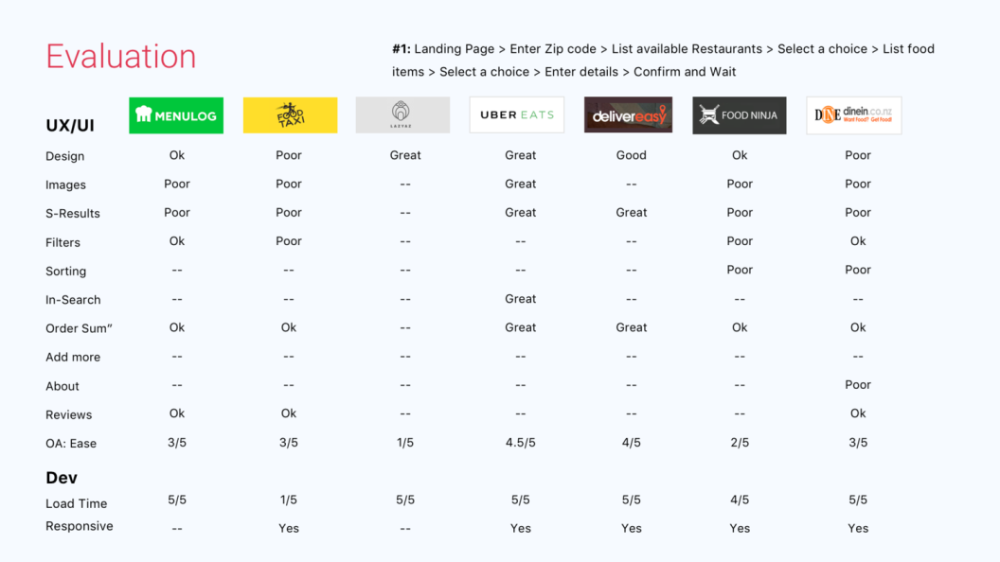 Evaluation
#1: Landing Page > Enter Zip code > List available Restaurants > Select a choice > List food
items > Select a choice > Enter details > Confirm and Wait
UX/UI MENULOG FOOD TAXI LAZYAZ UBER EATS delivereasy FOOD NINJA DINE dinein.co.nz Want Food? Get Food!
Design Ok Poor Great Great Good Ok Poor
Images Poor Poor -- Great -- Poor Poor
S-Results Poor Poor -- Great Great Poor Poor
Filters Ok Poor -- -- -- Poor Ok
Sorting -- -- -- -- -- Poor Poor
In-Search -- -- -- Great -- -- --
Order Sum” Ok Ok -- Great Great Ok Ok
Add more -- -- -- -- -- -- --
About -- -- -- -- -- -- Poor
Reviews Ok Ok -- -- -- -- Ok
OA: Ease 3/5 3/5 1/5 4.5/5 4/5 2/5 3/5
Dev
Load Time 5/5 1/5 5/5 5/5 5/5 4/5 5/5
Responsive -- Yes -- Yes Yes Yes Yes